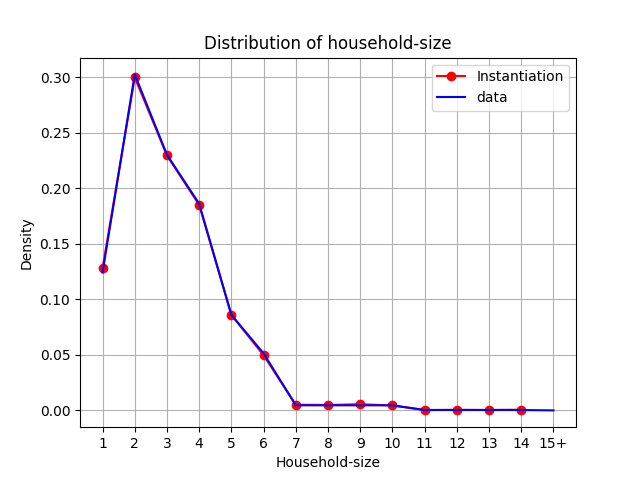 Distribution of household-size
Instantiation
data
0.30
0.25
0.20
0.15
0.10
0.05
0.00
Density
1 2 3 4 5 6 7 8 9 10 11 12 13 14 15+
Household-size